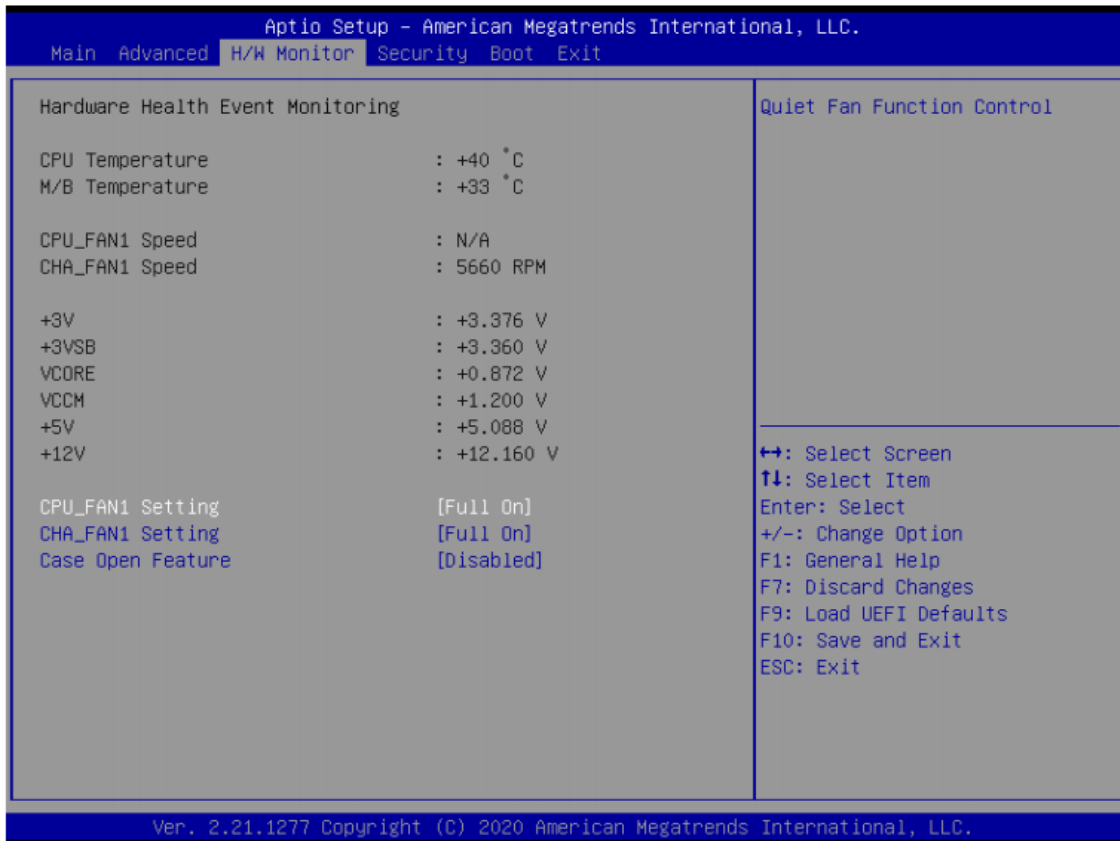 Aptio Setup – American Megatrends International, LLC.
Main Advanced H/W Monitor Security Boot Exit
Hardware Health Event Monitoring
CPU Temperature : +40 °C
M/B Temperature : +33 °C
CPU_FAN1 Speed : N/A
CHA_FAN1 Speed : 5660 RPM
+3V : +3.376 V
+3VSB : +3.360 V
VCORE : +0.872 V
VCCM : +1.200 V
+5V : +5.088 V
+12V : +12.160 V
CPU_FAN1 Setting [Full On]
CHA_FAN1 Setting [Full On]
Case Open Feature [Disabled]
Quiet Fan Function Control
↔: Select Screen
↑↓: Select Item
Enter: Select
+/-: Change Option
F1: General Help
F7: Discard Changes
F9: Load UEFI Defaults
F10: Save and Exit
ESC: Exit
Ver. 2.21.1277 Copyright (C) 2020 American Megatrends International, LLC.